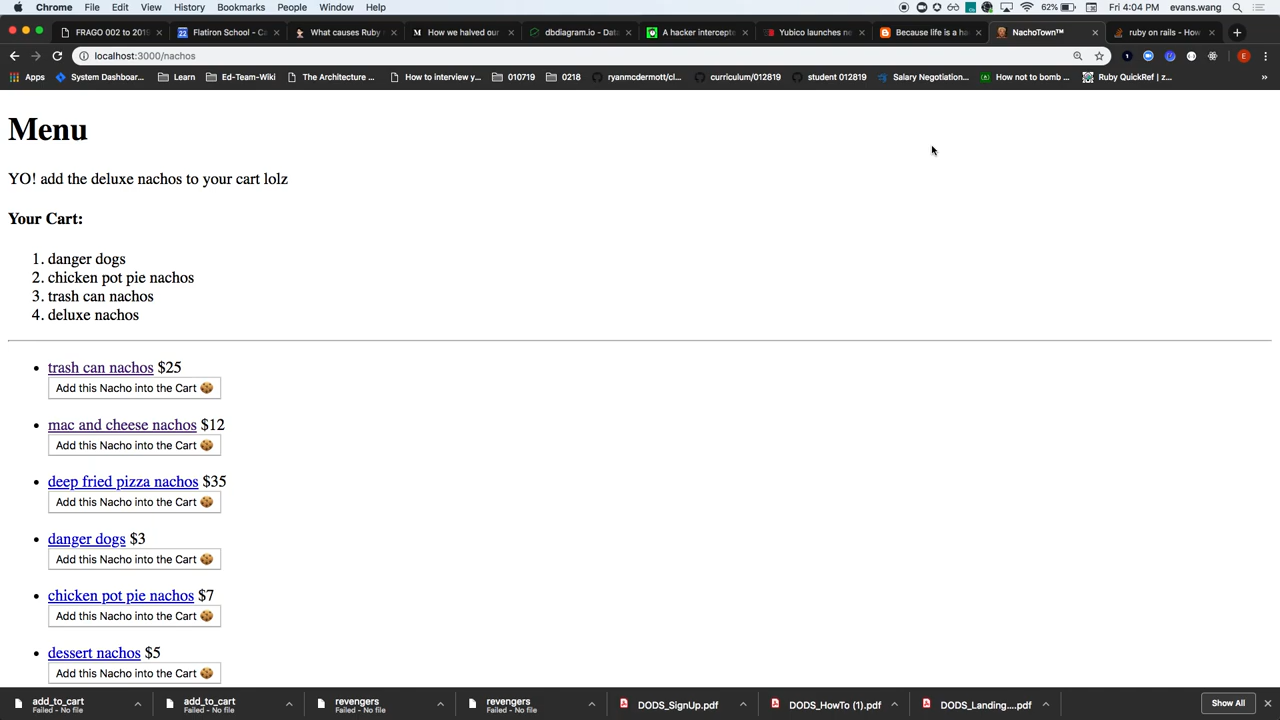 Chrome File Edit View History Bookmarks People Window Help 62% Fri 4:04 PM evans.wang
FRAGO 002 to 2019 Flatiron School - Ca What causes Ruby How we halved our dbdiagram.io - Data A hacker intercepto Yubico launches ne Because life is a ha NachoTown™ ruby on rails - How
localhost:3000/nachos
Apps System Dashboar... Learn Ed-Team-Wiki The Architecture ... How to interview y... 010719 0218 ryanmcdermott/cl... curriculum/012819 student 012819 Salary Negotiation... How not to bomb ... Ruby QuickRef | z... »
Menu
YO! add the deluxe nachos to your cart lolz
Your Cart:
1. danger dogs
2. chicken pot pie nachos
3. trash can nachos
4. deluxe nachos
• trash can nachos $25
Add this Nacho into the Cart 🍪
• mac and cheese nachos $12
Add this Nacho into the Cart 🍪
• deep fried pizza nachos $35
Add this Nacho into the Cart 🍪
• danger dogs $3
Add this Nacho into the Cart 🍪
• chicken pot pie nachos $7
Add this Nacho into the Cart 🍪
• dessert nachos $5
Add this Nacho into the Cart 🍪
add_to_cart add_to_cart revengers revengers DODS_SignUp.pdf DODS_HowTo (1).pdf DODS_Landing....pdf Show All
Failed - No file Failed - No file Failed - No file Failed - No file